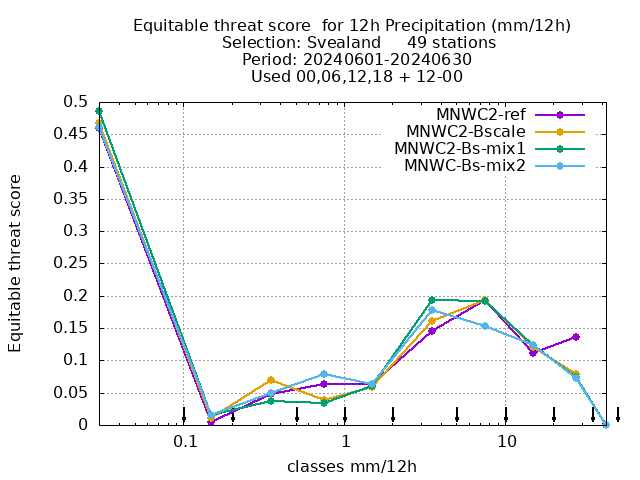 Equitable threat score  for 12h Precipitation (mm/12h)
Selection: Svealand     49 stations
Period: 20240601-20240630
Used 00,06,12,18 + 12-00
MNWC2-ref
MNWC2-Bscale
MNWC2-Bs-mix1
MNWC-Bs-mix2
Equitable threat score
0.5
0.45
0.4
0.35
0.3
0.25
0.2
0.15
0.1
0.05
0
0.1
1
10
classes mm/12h